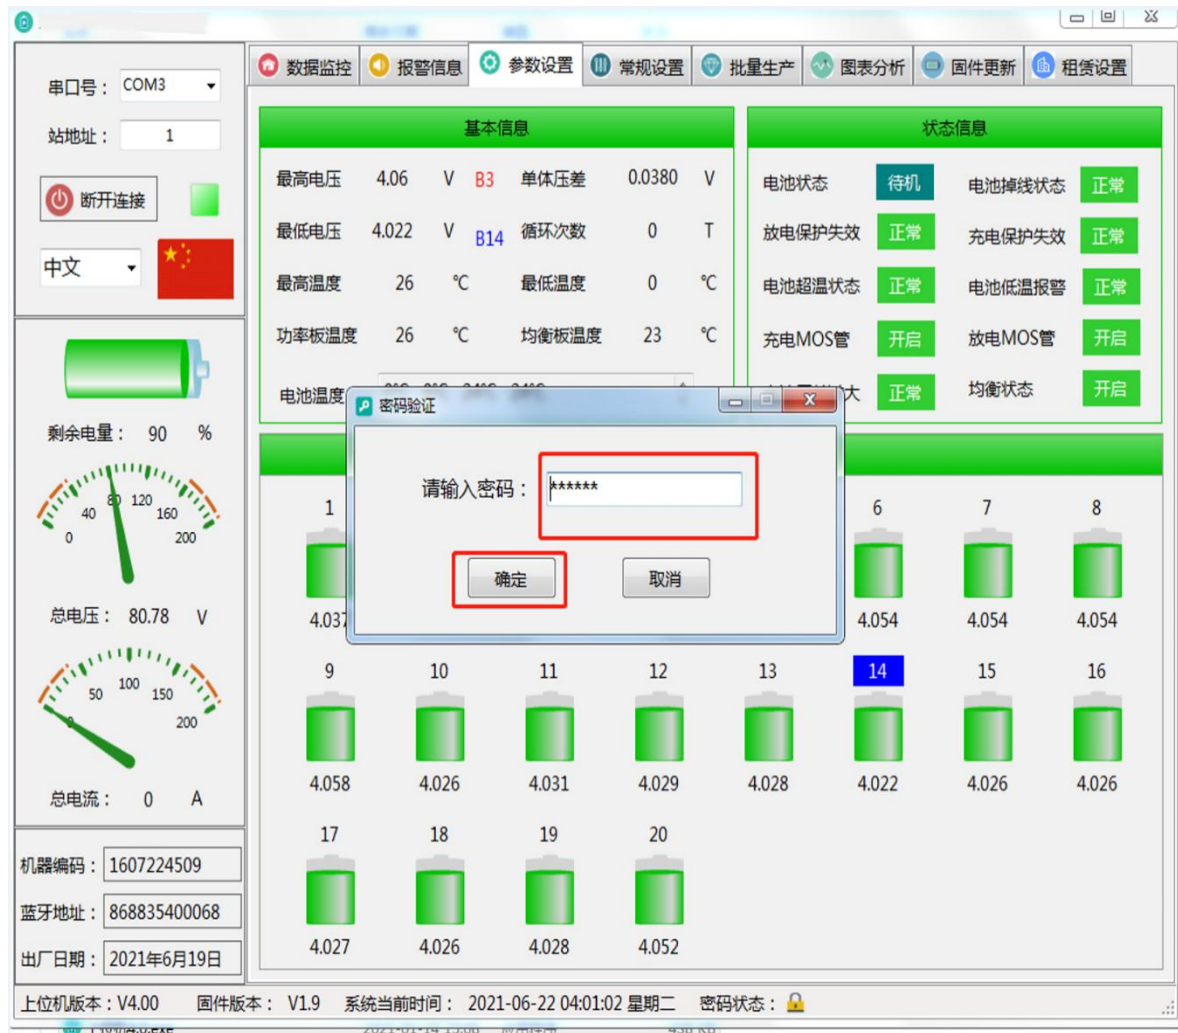 数据监控 报警信息 参数设置 常规设置 批量生产 图表分析 固件更新 租赁设置
串口号： COM3
站地址： 1
断开连接
中文
剩余电量： 90 %
0 40 80 120 160 200
总电压： 80.78 V
0 50 100 150 200
总电流： 0 A
机器编码： 1607224509
蓝牙地址： 868835400068
出厂日期： 2021年6月19日
基本信息
最高电压 4.06 V B3 单体压差 0.0380 V
最低电压 4.022 V B14 循环次数 0 T
最高温度 26 ℃ 最低温度 0 ℃
功率板温度 26 ℃ 均衡板温度 23 ℃
电池温度
状态信息
电池状态 待机 电池掉线状态 正常
放电保护失效 正常 充电保护失效 正常
电池超温状态 正常 电池低温报警 正常
充电MOS管 开启 放电MOS管 开启
大 正常 均衡状态 开启
密码验证
请输入密码： ******
确定 取消
1 6 7 8
4.037 4.054 4.054 4.054
9 10 11 12 13 14 15 16
4.058 4.026 4.031 4.029 4.028 4.022 4.026 4.026
17 18 19 20
4.027 4.026 4.028 4.052
上位机版本：V4.00 固件版本： V1.9 系统当前时间： 2021-06-22 04:01:02 星期二 密码状态：